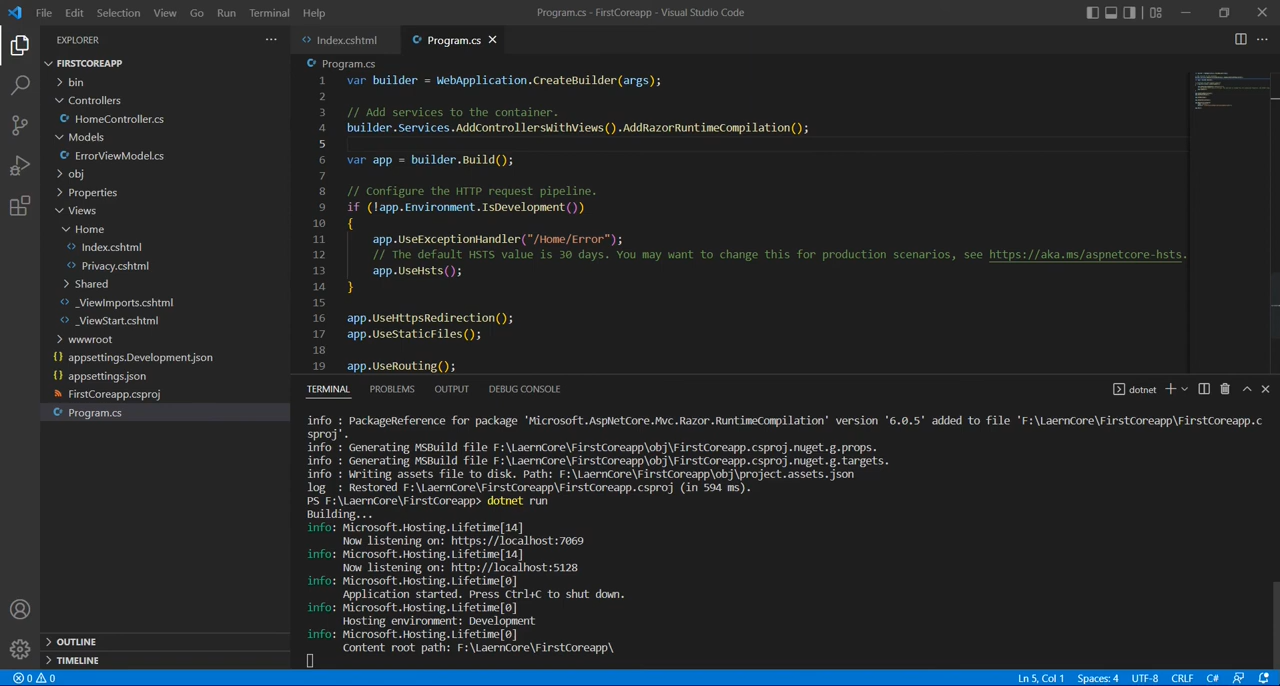 File Edit Selection View Go Run Terminal Help
Program.cs - FirstCoreapp - Visual Studio Code
EXPLORER
FIRSTCOREAPP
bin
Controllers
HomeController.cs
Models
ErrorViewModel.cs
obj
Properties
Views
Home
Index.cshtml
Privacy.cshtml
Shared
_ViewImports.cshtml
_ViewStart.cshtml
wwwroot
appsettings.Development.json
appsettings.json
FirstCoreapp.csproj
Program.cs
OUTLINE
TIMELINE
Index.cshtml
Program.cs
Program.cs
1 var builder = WebApplication.CreateBuilder(args);
2
3 // Add services to the container.
4 builder.Services.AddControllersWithViews().AddRazorRuntimeCompilation();
5
6 var app = builder.Build();
7
8 // Configure the HTTP request pipeline.
9 if (!app.Environment.IsDevelopment())
10 {
11 app.UseExceptionHandler("/Home/Error");
12 // The default HSTS value is 30 days. You may want to change this for production scenarios, see https://aka.ms/aspnetcore-hsts.
13 app.UseHsts();
14 }
15
16 app.UseHttpsRedirection();
17 app.UseStaticFiles();
18
19 app.UseRouting();
TERMINAL PROBLEMS OUTPUT DEBUG CONSOLE
dotnet
info : PackageReference for package 'Microsoft.AspNetCore.Mvc.Razor.RuntimeCompilation' version '6.0.5' added to file 'F:\LaernCore\FirstCoreapp\FirstCoreapp.c
sproj'.
info : Generating MSBuild file F:\LaernCore\FirstCoreapp\obj\FirstCoreapp.csproj.nuget.g.props.
info : Generating MSBuild file F:\LaernCore\FirstCoreapp\obj\FirstCoreapp.csproj.nuget.g.targets.
info : Writing assets file to disk. Path: F:\LaernCore\FirstCoreapp\obj\project.assets.json
log  : Restored F:\LaernCore\FirstCoreapp\FirstCoreapp.csproj (in 594 ms).
PS F:\LaernCore\FirstCoreapp> dotnet run
Building...
info: Microsoft.Hosting.Lifetime[14]
Now listening on: https://localhost:7069
info: Microsoft.Hosting.Lifetime[14]
Now listening on: http://localhost:5128
info: Microsoft.Hosting.Lifetime[0]
Application started. Press Ctrl+C to shut down.
info: Microsoft.Hosting.Lifetime[0]
Hosting environment: Development
info: Microsoft.Hosting.Lifetime[0]
Content root path: F:\LaernCore\FirstCoreapp\
0 0
Ln 5, Col 1 Spaces: 4 UTF-8 CRLF C#